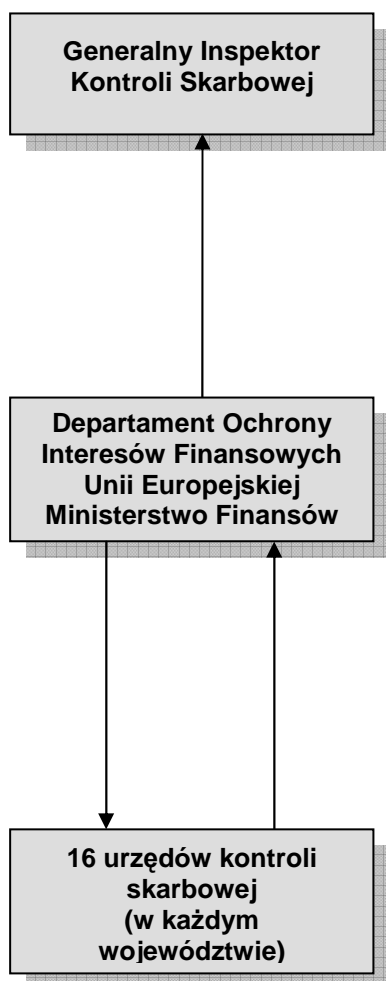 Generalny Inspektor
Kontroli Skarbowej
Departament Ochrony
Interesów Finansowych
Unii Europejskiej
Ministerstwo Finansów
16 urzędów kontroli
skarbowej
(w każdym
województwie)